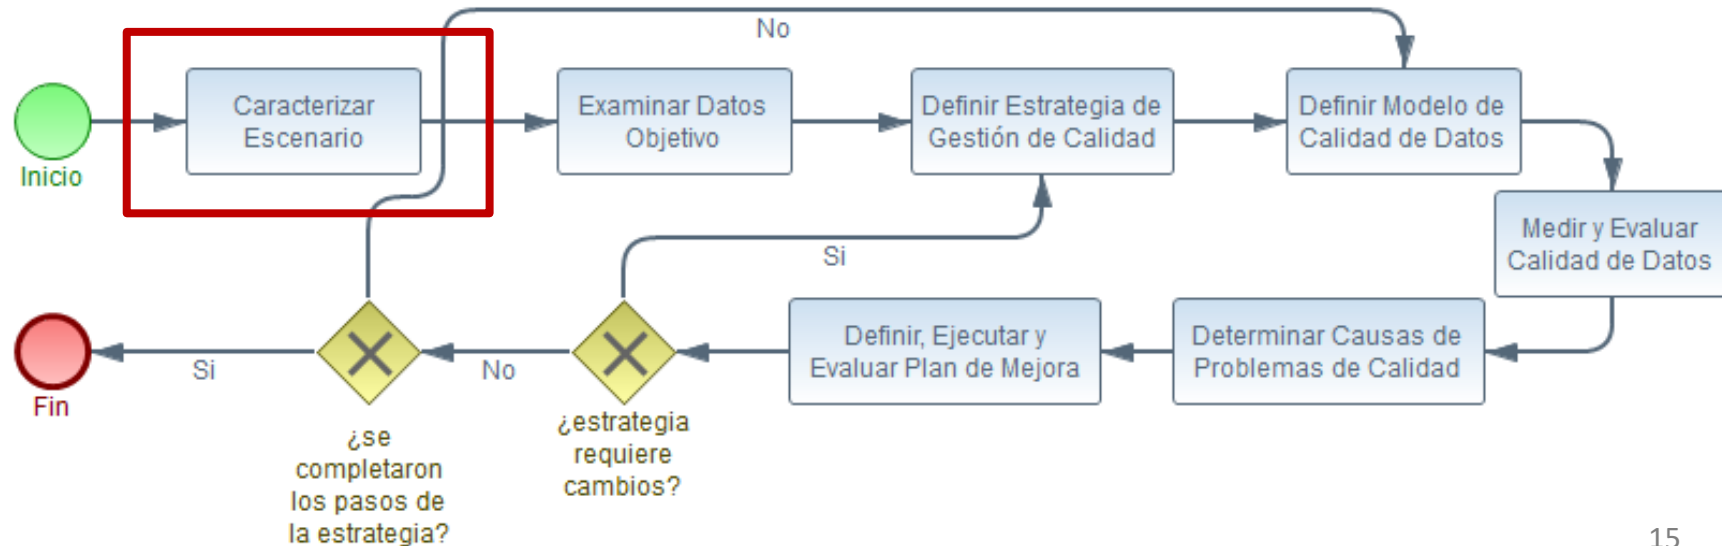 No
Caracterizar
Escenario
Examinar Datos
Objetivo
Definir Estrategia de
Gestión de Calidad
Definir Modelo de
Calidad de Datos
Inicio
Medir y Evaluar
Calidad de Datos
Si
Definir, Ejecutar y
Evaluar Plan de Mejora
Determinar Causas de
Problemas de Calidad
Si
No
Fin
¿se
completaron
los pasos de
la estrategia?
¿estrategia
requiere
cambios?
15